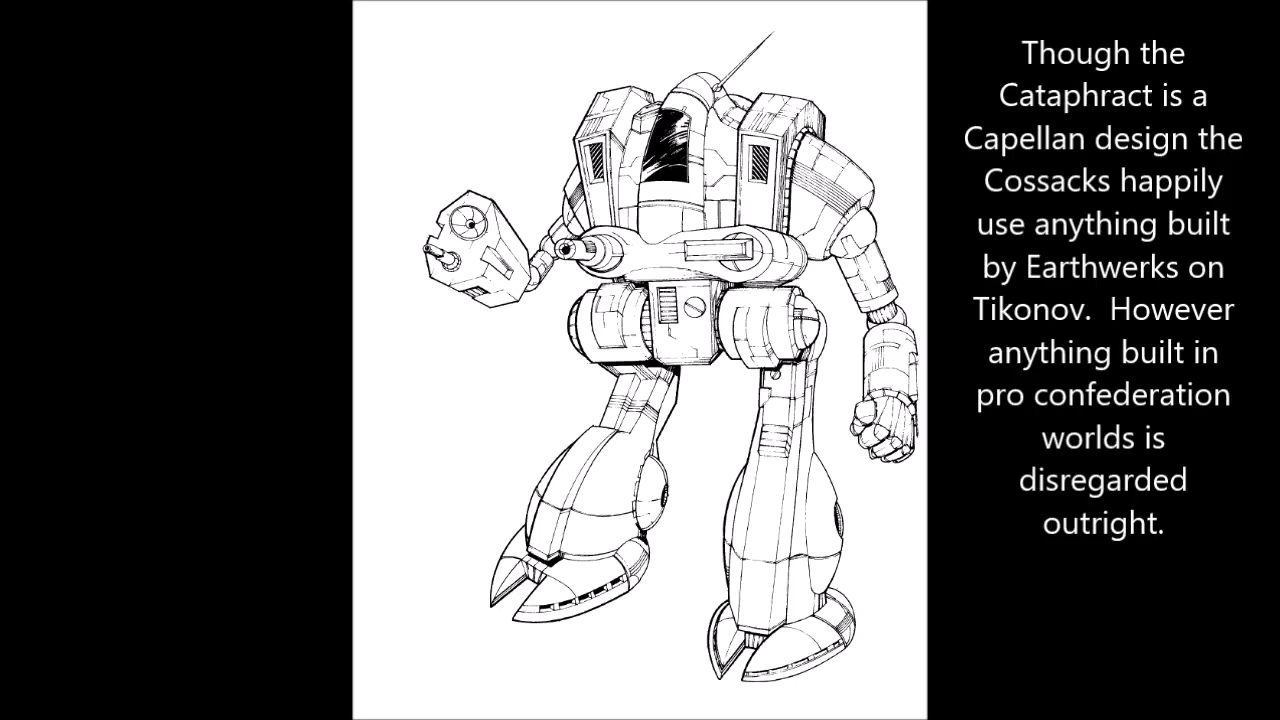 Though the
Cataphract is a
Capellan design the
Cossacks happily
use anything built
by Earthwerks on
Tikonov.  However
anything built in
pro confederation
worlds is
disregarded
outright.